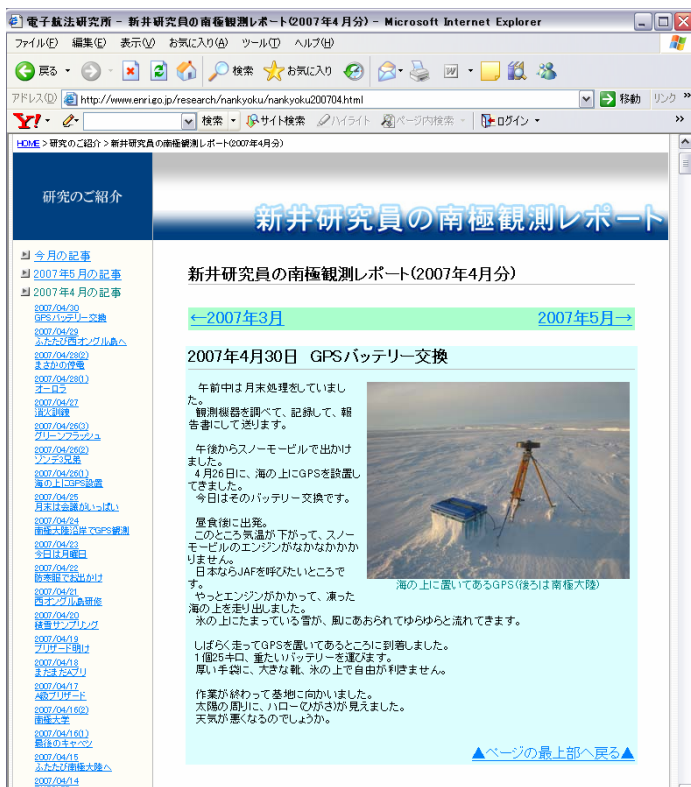 電子航法研究所 - 新井研究員の南極観測レポート(2007年4月分) - Microsoft Internet Explorer
ファイル(F) 編集(E) 表示(V) お気に入り(A) ツール(T) ヘルプ(H)
戻る 検索 お気に入り
アドレス(D) http://www.enri.go.jp/research/nankyoku/nankyoku200704.html 移動 リンク »
Y! 検索 サイト検索 ハイライト ページ内検索 ログイン »
HOME > 研究のご紹介 > 新井研究員の南極観測レポート(2007年4月分)
研究のご紹介
新井研究員の南極観測レポート
今月の記事
2007年5月の記事
2007年4月の記事
2007/04/30
GPSバッテリー交換
2007/04/29
ふたたび西オングル島へ
2007/04/28(2)
まさかの停電
2007/04/28(1)
オーロラ
2007/04/27
消火訓練
2007/04/26(3)
グリーンフラッシュ
2007/04/26(2)
ゾンデ3兄弟
2007/04/26(1)
海の上にGPS設置
2007/04/25
月末は会議がいっぱい
2007/04/24
南極大陸沿岸でGPS観測
2007/04/23
今日は月曜日
2007/04/22
防寒服でお出かけ
2007/04/21
西オングル島研修
2007/04/20
積雪サンプリング
2007/04/19
ブリザード明け
2007/04/18
まだまだAブリ
2007/04/17
A級ブリザード
2007/04/16(2)
南極大学
2007/04/16(1)
最後のキャベツ
2007/04/15
ふたたび南極大陸へ
2007/04/14
新井研究員の南極観測レポート(2007年4月分)
←2007年3月 2007年5月→
2007年4月30日 GPSバッテリー交換
午前中は月末処理をしていまし
た。
観測機器を調べて、記録して、報
告書にして送ります。
午後からスノーモービルで出かけ
ました。
4月26日に、海の上にGPSを設置し
てきました。
今日はそのバッテリー交換です。
昼食後に出発。
このところ気温が下がって、スノー
モービルのエンジンがなかなかかか
りません。
日本ならJAFを呼びたいところで
す。
やっとエンジンがかかって、凍った
海の上を走り出しました。
氷の上にたまっている雪が、風にあおられてゆらゆらと流れてきます。
海の上に置いてあるGPS(後ろは南極大陸)
しばらく走ってGPSを置いてあるところに到着しました。
1個25キロ、重たいバッテリーを運びます。
厚い手袋に、大きな靴、氷の上で自由が利きません。
作業が終わって基地に向かいました。
太陽の周りに、ハロー(ひがさ)が見えました。
天気が悪くなるのでしょうか。
▲ページの最上部へ戻る▲